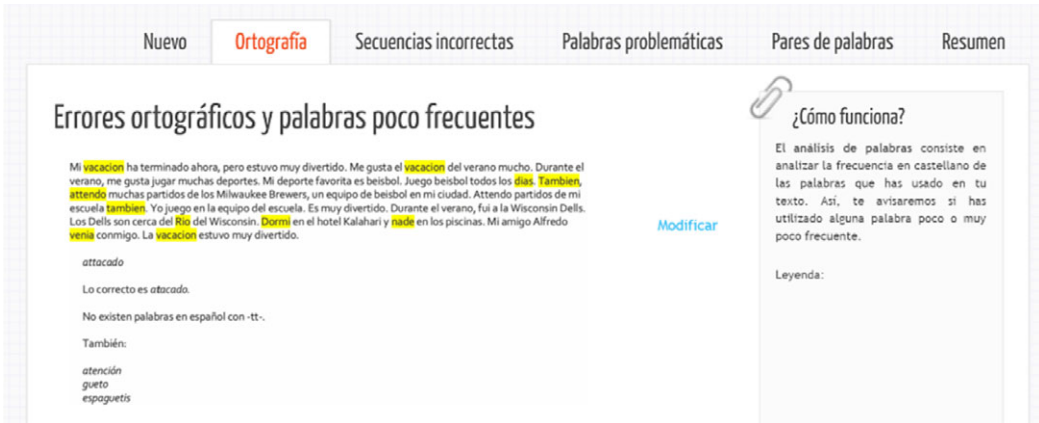 Nuevo Ortografía Secuencias incorrectas Palabras problemáticas Pares de palabras Resumen
Errores ortográficos y palabras poco frecuentes
Mi vacacion ha terminado ahora, pero estuvo muy divertido. Me gusta el vacacion del verano mucho. Durante el
verano, me gusta jugar muchas deportes. Mi deporte favorita es beisbol. Juego beisbol todos los dias. Tambien,
attendo muchas partidos de los Milwaukee Brewers, un equipo de beisbol en mi ciudad. Attendo partidos de mi
escuela tambien. Yo juego en la equipo del escuela. Es muy divertido. Durante el verano, fui a la Wisconsin Dells.
Los Dells son cerca del Rio del Wisconsin. Dormi en el hotel Kalahari y nade en los piscinas. Mi amigo Alfredo
venia conmigo. La vacacion estuvo muy divertido.
Modificar
attacado
Lo correcto es atacado.
No existen palabras en español con -tt-.
También:
atención
gueto
espaguetis
¿Cómo funciona?
El análisis de palabras consiste en
analizar la frecuencia en castellano de
las palabras que has usado en tu
texto. Así, te avisaremos si has
utilizado alguna palabra poco o muy
poco frecuente.
Leyenda: